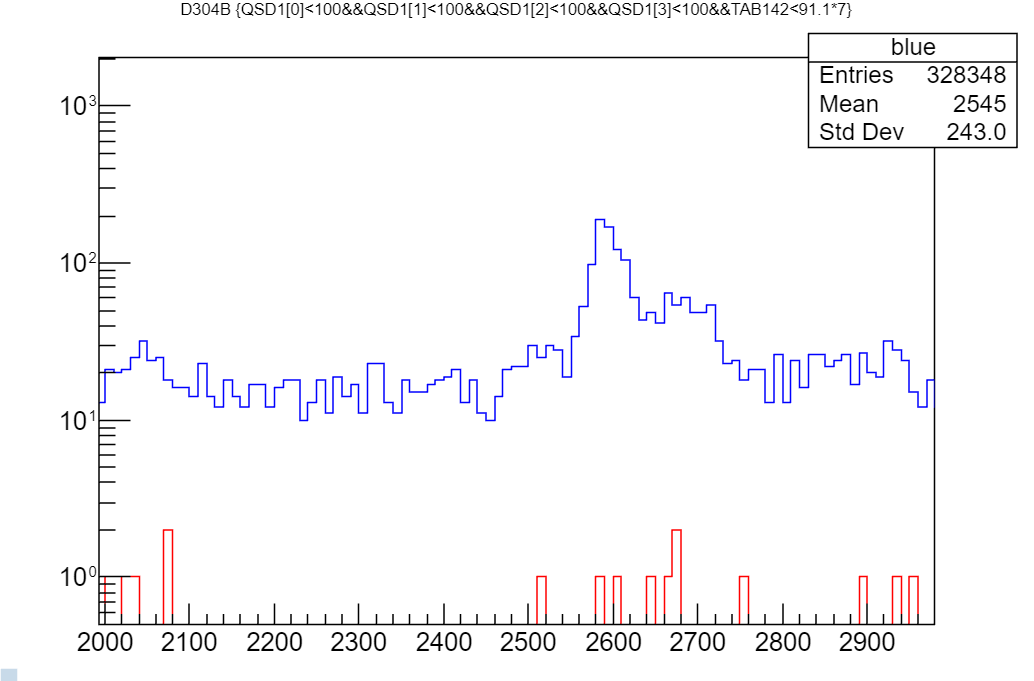 D304B {QSD1[0]<100&&QSD1[1]<100&&QSD1[2]<100&&QSD1[3]<100&&TAB142<91.1*7}
blue
Entries 328348
Mean 2545
Std Dev 243.0
10³
10²
10¹
10⁰
2000 2100 2200 2300 2400 2500 2600 2700 2800 2900